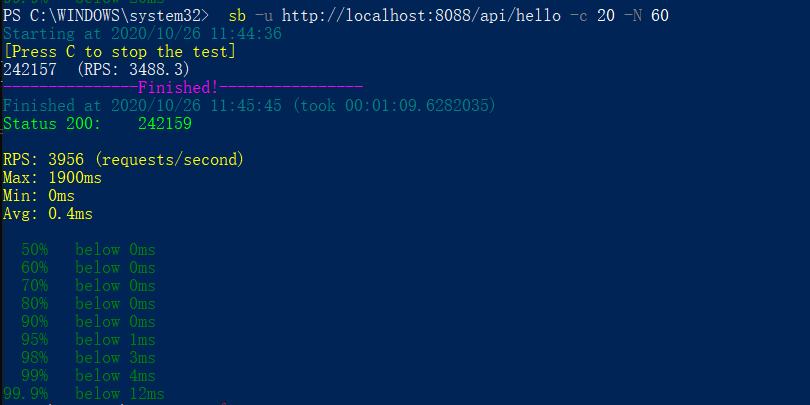 PS C:\WINDOWS\system32> sb -u http://localhost:8088/api/hello -c 20 -N 60
Starting at 2020/10/26 11:44:36
[Press C to stop the test]
242157 (RPS: 3488.3)
---------------Finished!----------------
Finished at 2020/10/26 11:45:45 (took 00:01:09.6282035)
Status 200: 242159
RPS: 3956 (requests/second)
Max: 1900ms
Min: 0ms
Avg: 0.4ms
50% below 0ms
60% below 0ms
70% below 0ms
80% below 0ms
90% below 0ms
95% below 1ms
98% below 3ms
99% below 4ms
99.9% below 12ms